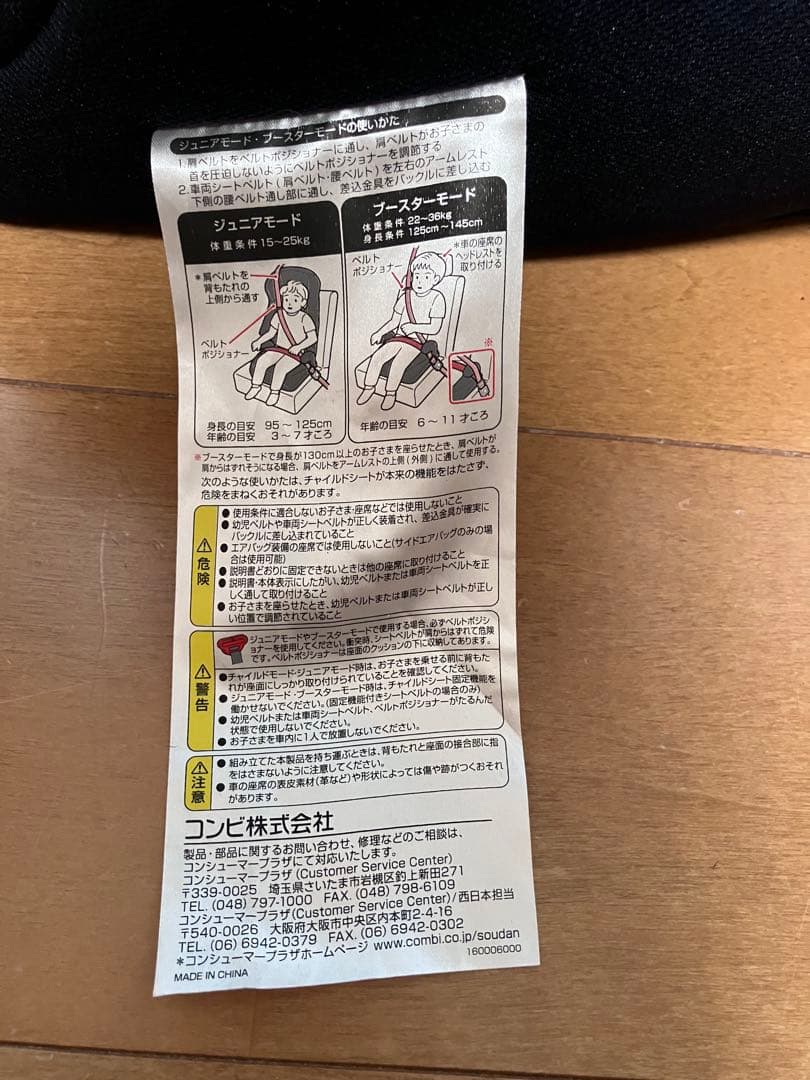 ジュニアモード・ブースターモードの使いかた
1.肩ベルトをベルトポジショナーに通し、肩ベルトがお子さまの
首を圧迫しないようにベルトポジショナーを調節する
2.車両シートベルト(肩ベルト・腰ベルト)を左右のアームレスト
下側の腰ベルト通し部に通し、差込金具をバックルに差し込む
ジュニアモード
体重条件 15~25kg
*肩ベルトを
背もたれの
上側から通す
ベルト
ポジショナー
身長の目安 95~125cm
年齢の目安 3~7才ころ
ブースターモード
体重条件 22~36kg
身長条件 125cm~145cm
ベルト
ポジショナー
*車の座席の
ヘッドレストを
取り付ける
※
年齢の目安 6~11才ころ
※ブースターモードで身長が130cm以上のお子さまを座らせたとき、肩ベルトが
肩からはずれそうになる場合、肩ベルトをアームレストの上側(外側)に通して使用する。
次のような使いかたは、チャイルドシートが本来の機能をはたさず、
危険をまねくおそれがあります。
危険
●使用条件に適合しないお子さま・座席などでは使用しないこと
●幼児ベルトや車両シートベルトが正しく装着され、差込金具が確実に
バックルに差し込まれていること
●エアバッグ装備の座席では使用しないこと(サイドエアバッグのみの場
合は使用可能)
●説明書どおりに固定できないときは他の座席に取り付けること
●説明書・本体表示にしたがい、幼児ベルトまたは車両シートベルトを正
しく通して取り付けること
●お子さまを座らせたとき、幼児ベルトまたは車両シートベルトが正し
い位置で調節されていること
警告
ジュニアモードやブースターモードで使用する場合、必ずベルトポジ
ショナーを使用してください。衝突時、シートベルトが肩からはずれて危険
です。ベルトポジショナーは座面のクッションの下に収納してあります。
●チャイルドモード・ジュニアモード時は、お子さまを乗せる前に背もた
れが座面にしっかり取り付けられていることを確認してください。
●ジュニアモード・ブースターモード時は、チャイルドシート固定機能を
働かせないでください。(固定機能付きシートベルトの場合のみ)
●幼児ベルトまたは車両シートベルト、ベルトポジショナーがたるんだ
状態で使用しないでください。
●お子さまを車内に1人で放置しないでください。
注意
●組み立てた本製品を持ち運ぶときは、背もたれと座面の接合部に指
をはさまないように注意してください。
●車の座席の表皮素材(革など)や形状によっては傷や跡がつくおそれ
があります。
コンビ株式会社
製品・部品に関するお問い合わせ、修理などのご相談は、
コンシューマープラザにて対応いたします。
コンシューマープラザ(Customer Service Center)
〒339-0025 埼玉県さいたま市岩槻区釣上新田271
TEL.(048)797-1000 FAX.(048)798-6109
コンシューマープラザ(Customer Service Center)/西日本担当
〒540-0026 大阪府大阪市中央区内本町2-4-16
TEL.(06)6942-0379 FAX.(06)6942-0302
*コンシューマープラザホームページ www.combi.co.jp/soudan
MADE IN CHINA 160006000